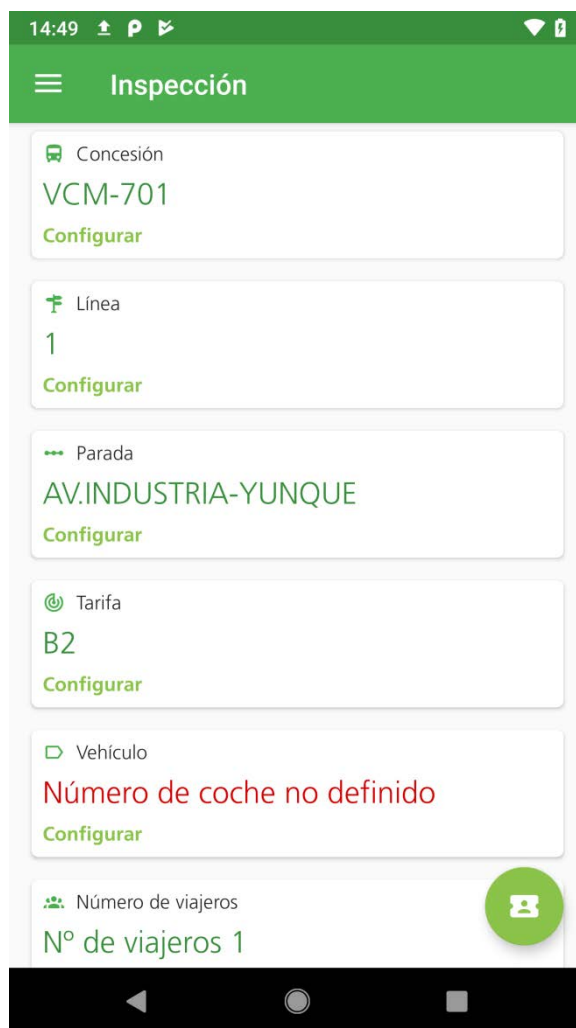 14:49
Inspección
Concesión
VCM-701
Configurar
Línea
1
Configurar
Parada
AV.INDUSTRIA-YUNQUE
Configurar
Tarifa
B2
Configurar
Vehículo
Número de coche no definido
Configurar
Número de viajeros
Nº de viajeros 1